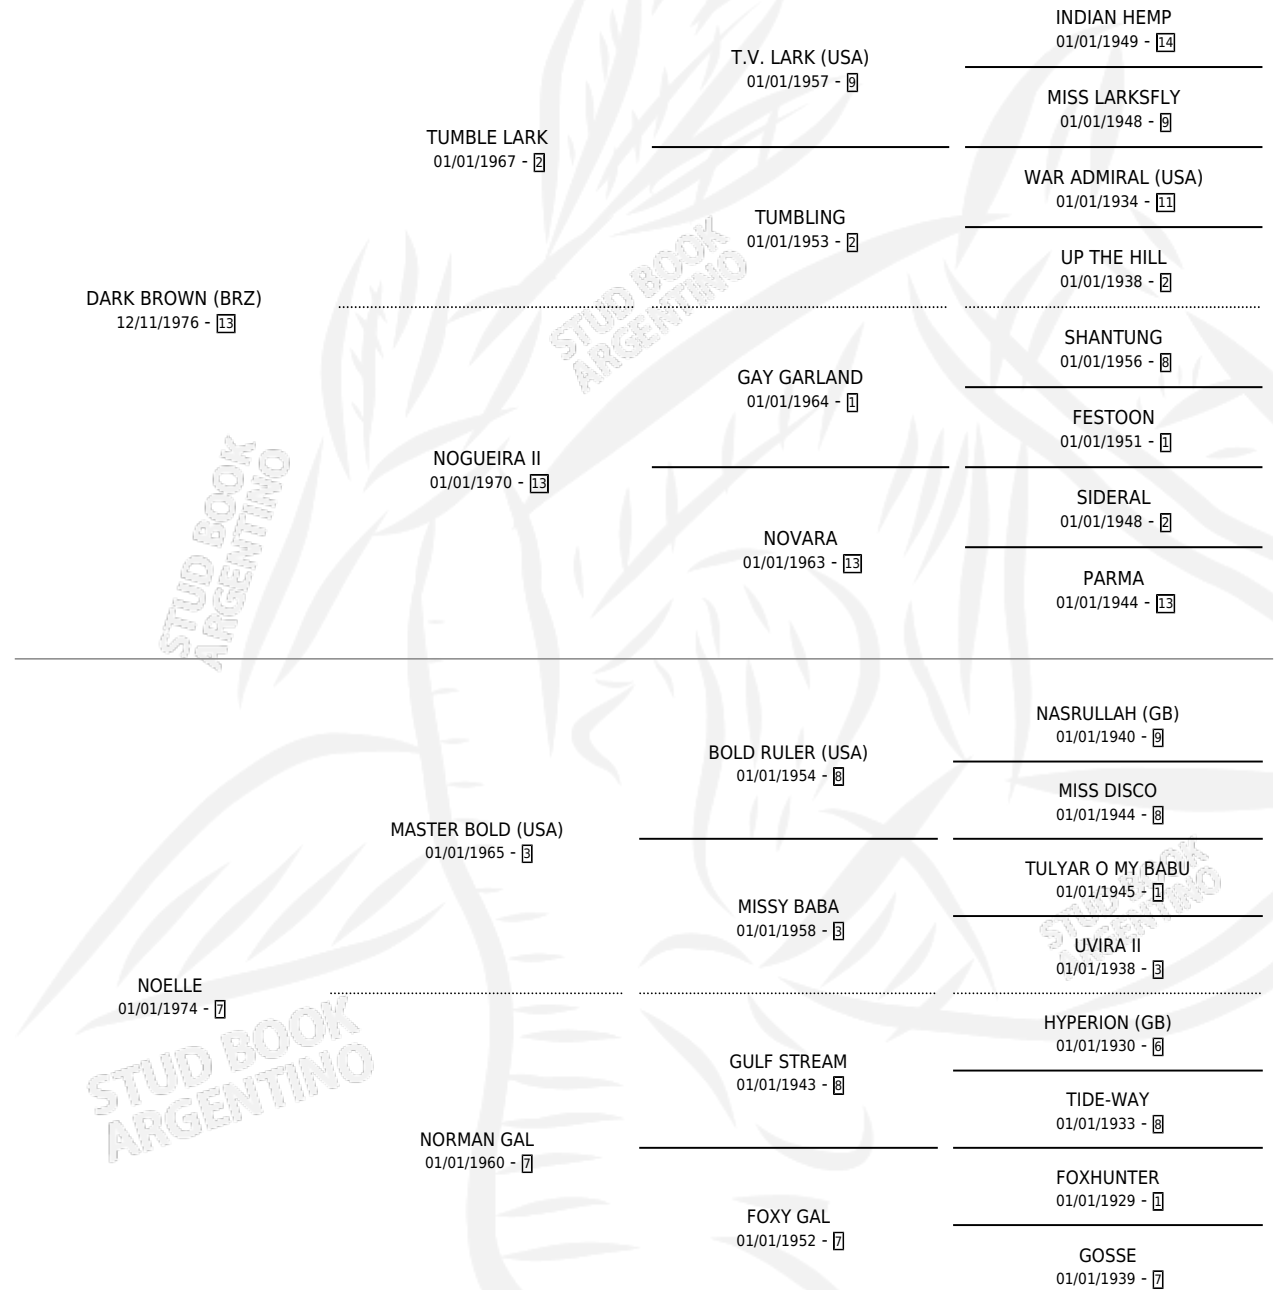 INDIAN HEMP
01/01/1949 - 14
T.V. LARK (USA)
01/01/1957 - 9
MISS LARKSFLY
01/01/1948 - 9
TUMBLE LARK
01/01/1967 - 2
WAR ADMIRAL (USA)
01/01/1934 - 11
TUMBLING
01/01/1953 - 2
UP THE HILL
01/01/1938 - 2
DARK BROWN (BRZ)
12/11/1976 - 13
SHANTUNG
01/01/1956 - 8
GAY GARLAND
01/01/1964 - 1
FESTOON
01/01/1951 - 1
NOGUEIRA II
01/01/1970 - 13
SIDERAL
01/01/1948 - 2
NOVARA
01/01/1963 - 13
PARMA
01/01/1944 - 13
NASRULLAH (GB)
01/01/1940 - 9
BOLD RULER (USA)
01/01/1954 - 8
MISS DISCO
01/01/1944 - 8
MASTER BOLD (USA)
01/01/1965 - 3
TULYAR O MY BABU
01/01/1945 - 1
MISSY BABA
01/01/1958 - 3
UVIRA II
01/01/1938 - 3
NOELLE
01/01/1974 - 7
HYPERION (GB)
01/01/1930 - 6
GULF STREAM
01/01/1943 - 8
TIDE-WAY
01/01/1933 - 8
NORMAN GAL
01/01/1960 - 7
FOXHUNTER
01/01/1929 - 1
FOXY GAL
01/01/1952 - 7
GOSSE
01/01/1939 - 7
STUD BOOK
ARGENTINO
STUD BOOK
ARGENTINO
STUD BOOK
ARGENTINO
STUD BOOK
ARGENTINO